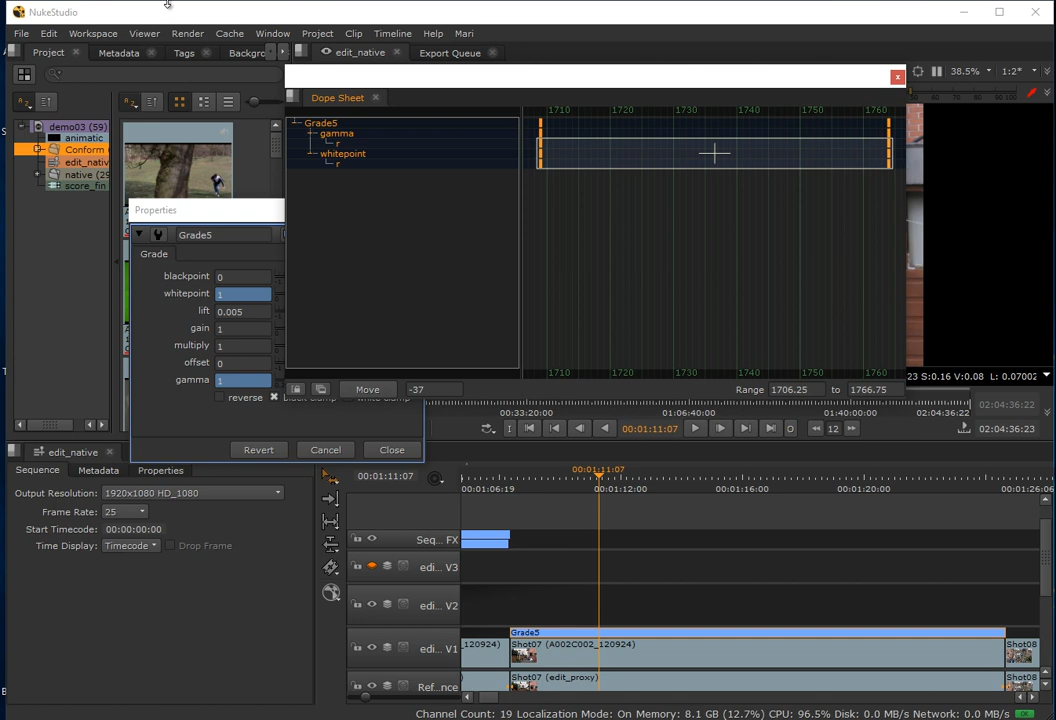 NukeStudio
File Edit Workspace Viewer Render Cache Window Project Clip Timeline Help Mari
Project Metadata Tags Backgro edit_native Export Queue
38.5% 1:2*
Dope Sheet
demo03 (59)
animatic
Conform
edit_nativ
native (29
score_fin
1710 1720 1730 1740 1750 1760
Grade5
gamma
r
whitepoint
r
Properties
Grade5
Grade
blackpoint 0
whitepoint 1
lift 0.005
gain 1
multiply 1
offset 0
gamma 1
reverse black clamp white clamp
Revert Cancel Close
1710 1720 1730 1740 1750 1760
Move -37 Range 1706.25 to 1766.75
23 S:0.16 V:0.08 L: 0.07002
00:33:20:00 01:06:40:00 01:40:00:00 02:04:36:22
I 00:01:11:07 O 12 02:04:36:23
edit_native
Sequence Metadata Properties
Output Resolution: 1920x1080 HD_1080
Frame Rate: 25
Start Timecode: 00:00:00:00
Time Display: Timecode Drop Frame
00:01:11:07 00:01:11:07
00:01:06:19 00:01:12:00 00:01:16:00 00:01:20:00 00:01:26:06
Seq... FX
edi... V3
edi... V2
Grade5
edi... V1 _120924) Shot07 (A002C002_120924) Shot08
Ref...nce ) Shot07 (edit_proxy) Shot08
Channel Count: 19 Localization Mode: On Memory: 8.1 GB (12.7%) CPU: 96.5% Disk: 0.0 MB/s Network: 0.0 MB/s